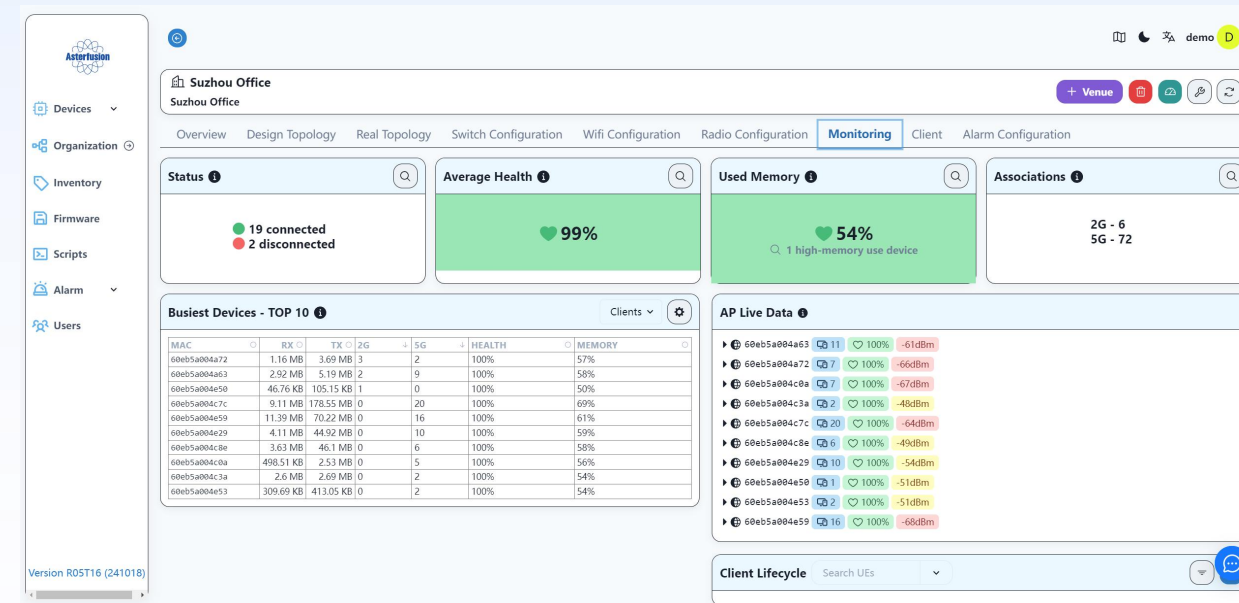 Asterfusion
Devices
Organization
Inventory
Firmware
Scripts
Alarm
Users
Version R05T16 (241018)
demo D
Suzhou Office
Suzhou Office
+ Venue
Overview Design Topology Real Topology Switch Configuration Wifi Configuration Radio Configuration Monitoring Client Alarm Configuration
Status
19 connected
2 disconnected
Average Health
99%
Used Memory
54%
1 high-memory use device
Associations
2G - 6
5G - 72
Busiest Devices - TOP 10
Clients
MAC RX TX 2G 5G HEALTH MEMORY
60eb5a004a72 1.16 MB 3.69 MB 3 2 100% 57%
60eb5a004a63 2.92 MB 5.19 MB 2 9 100% 58%
60eb5a004e50 46.76 KB 105.15 KB 1 0 100% 50%
60eb5a004c7c 9.11 MB 178.55 MB 0 20 100% 69%
60eb5a004e59 11.39 MB 70.22 MB 0 16 100% 61%
60eb5a004e29 4.11 MB 44.92 MB 0 10 100% 59%
60eb5a004c8e 3.63 MB 46.1 MB 0 6 100% 58%
60eb5a004c0a 498.51 KB 2.53 MB 0 5 100% 56%
60eb5a004c3a 2.6 MB 2.69 MB 0 2 100% 54%
60eb5a004e53 309.69 KB 413.05 KB 0 2 100% 54%
AP Live Data
60eb5a004a63 11 100% -61dBm
60eb5a004a72 7 100% -66dBm
60eb5a004c0a 7 100% -67dBm
60eb5a004c3a 2 100% -48dBm
60eb5a004c7c 20 100% -64dBm
60eb5a004c8e 6 100% -49dBm
60eb5a004e29 10 100% -54dBm
60eb5a004e50 1 100% -51dBm
60eb5a004e53 2 100% -51dBm
60eb5a004e59 16 100% -68dBm
Client Lifecycle Search UEs